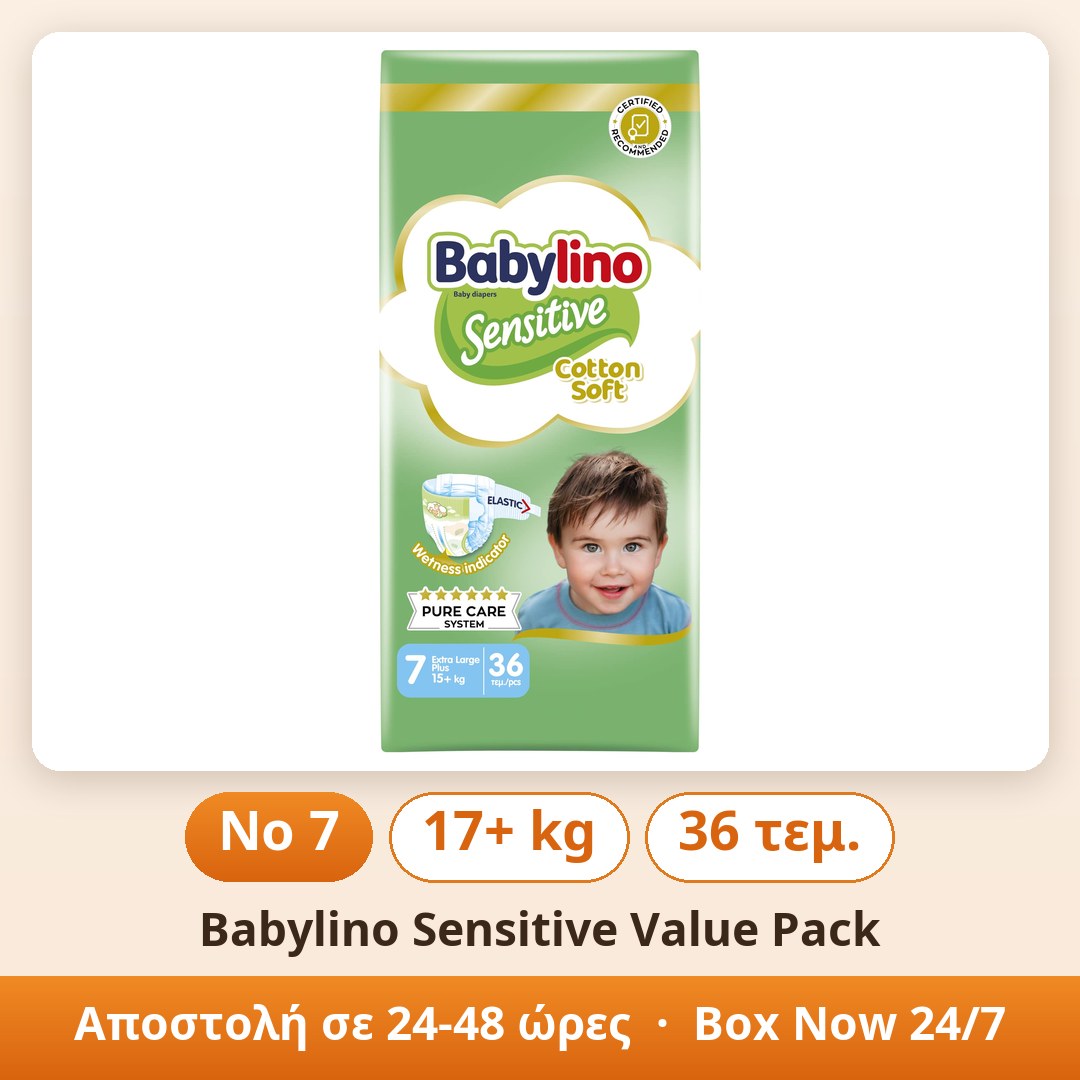 CERTIFIED
AND
RECOMMENDED
Babylino
Baby diapers
Sensitive
Cotton
Soft
ELASTIC
Wetness indicator
PURE CARE
SYSTEM
7 Extra Large Plus 15+ kg 36 τεμ./pcs
No 7 17+ kg 36 τεμ.
Babylino Sensitive Value Pack
Αποστολή σε 24-48 ώρες · Box Now 24/7